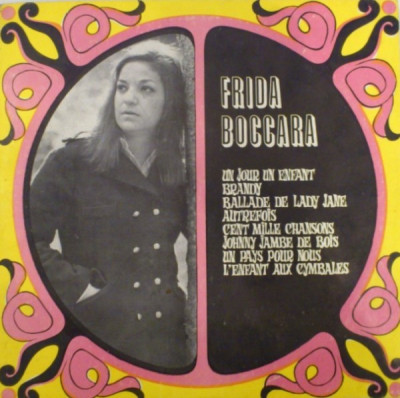 FRIDA
BOCCARA
UN JOUR UN ENFANT
BRANDY
BALLADE DE LADY JANE
AUTREFOIS
CENT MILLE CHANSONS
JOHNNY JAMBE DE BOIS
UN PAYS POUR NOUS
L'ENFANT AUX CYMBALES